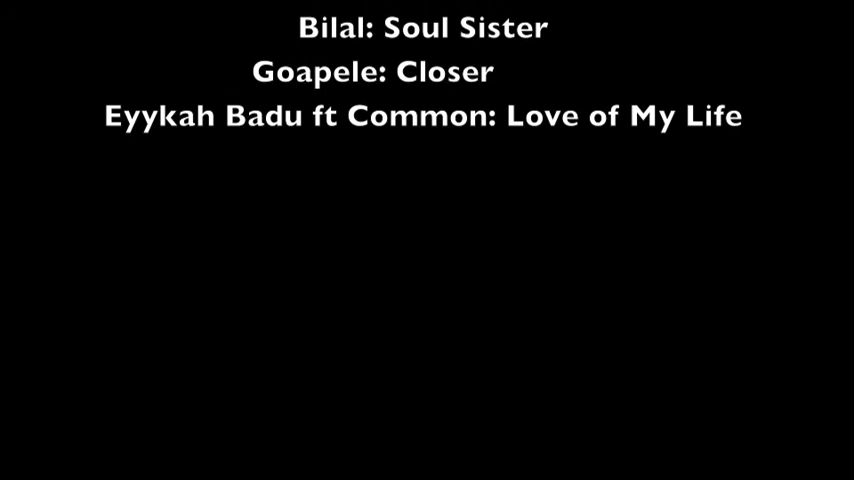 Bilal: Soul Sister
Goapele: Closer
Eyykah Badu ft Common: Love of My Life